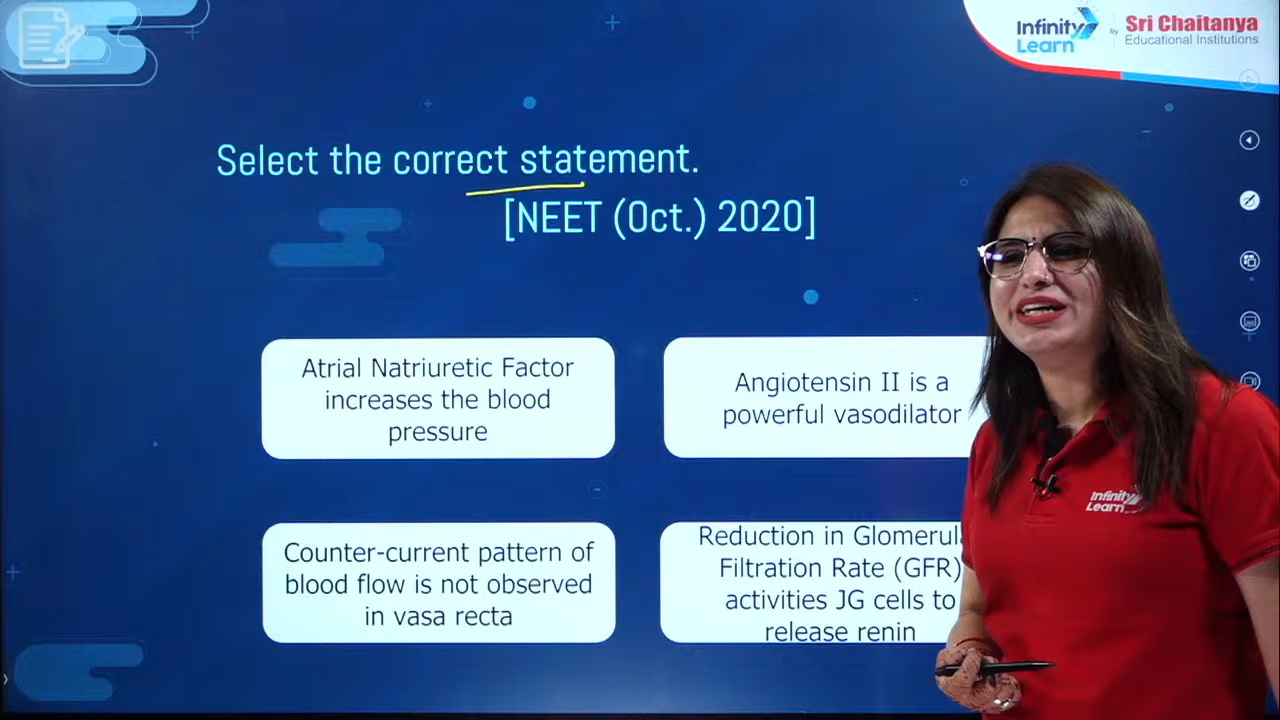 Infinity
Learn
by
Sri Chaitanya
Educational Institutions
Select the correct statement.
[NEET (Oct.) 2020]
Atrial Natriuretic Factor
increases the blood
pressure
Angiotensin II is a
powerful vasodilator
Counter-current pattern of
blood flow is not observed
in vasa recta
Reduction in
Filtration Rate (GFR)
activities JG cells to
release renin
Infinity
Learn